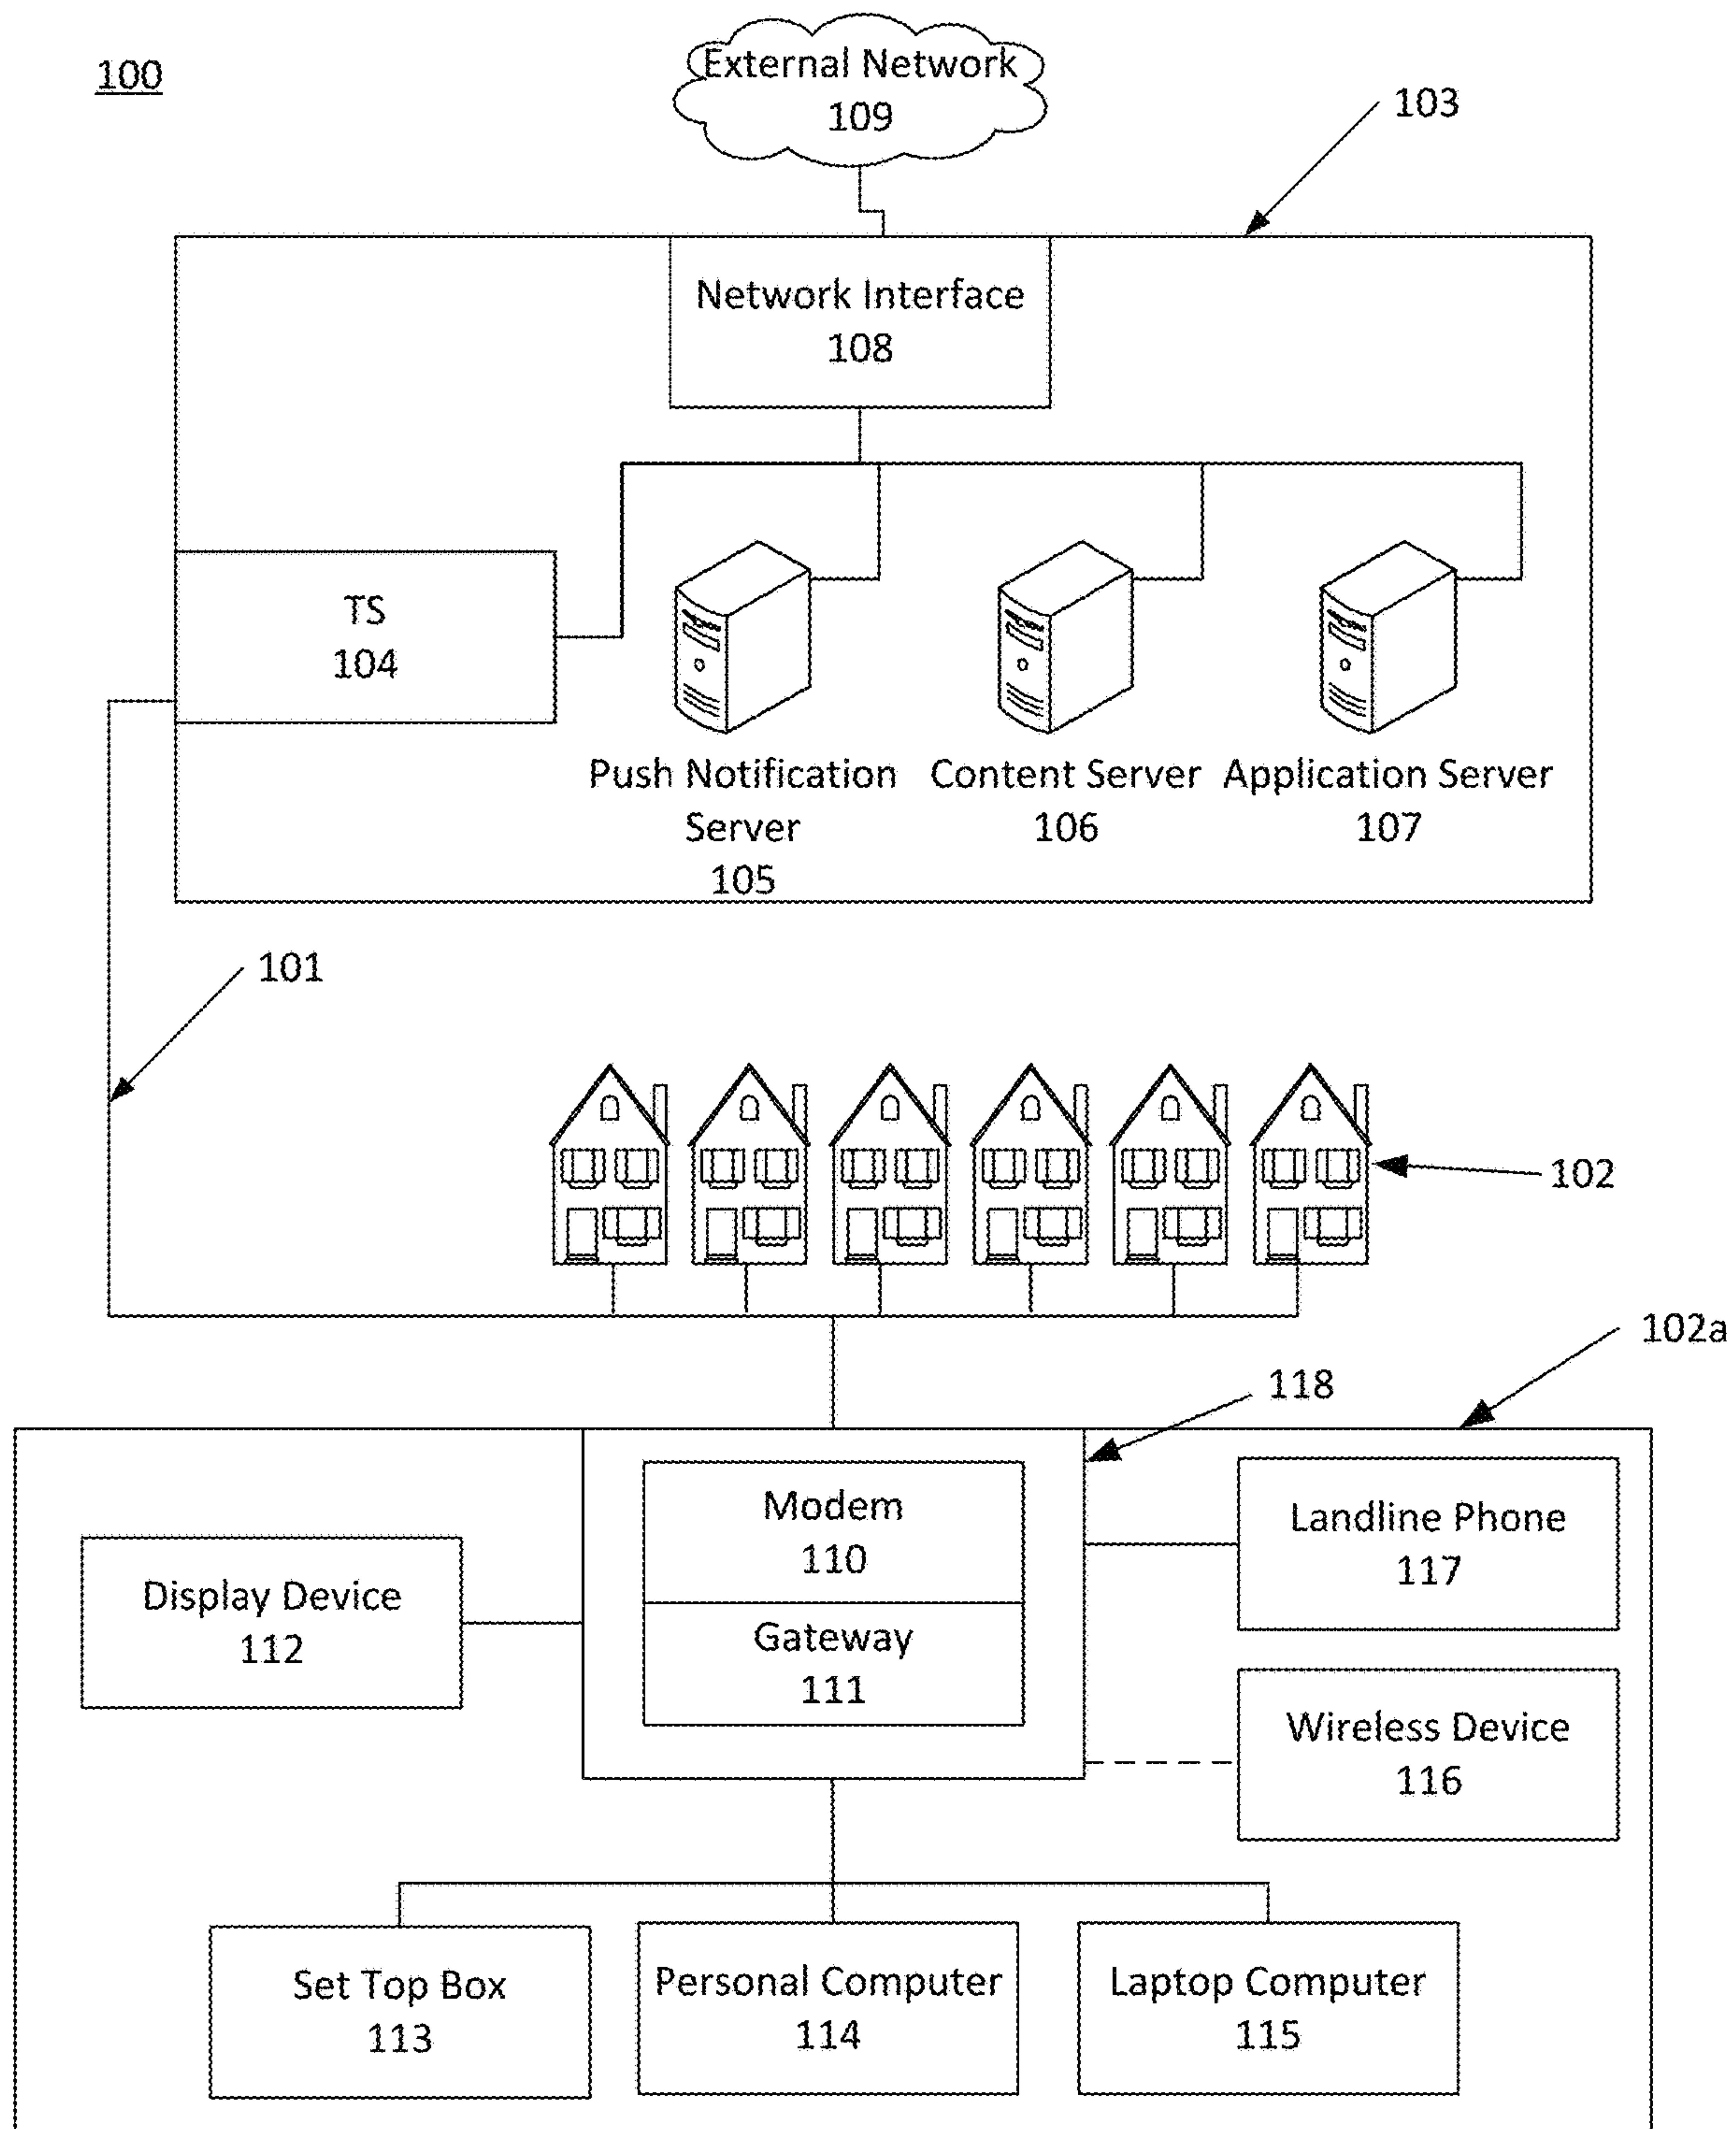 100
External Network
109
103
Network Interface
108
TS
104
Push Notification
Server
105
Content Server
106
Application Server
107
101
102
102a
118
Modem
110
Gateway
111
Landline Phone
117
Display Device
112
Wireless Device
116
Set Top Box
113
Personal Computer
114
Laptop Computer
115